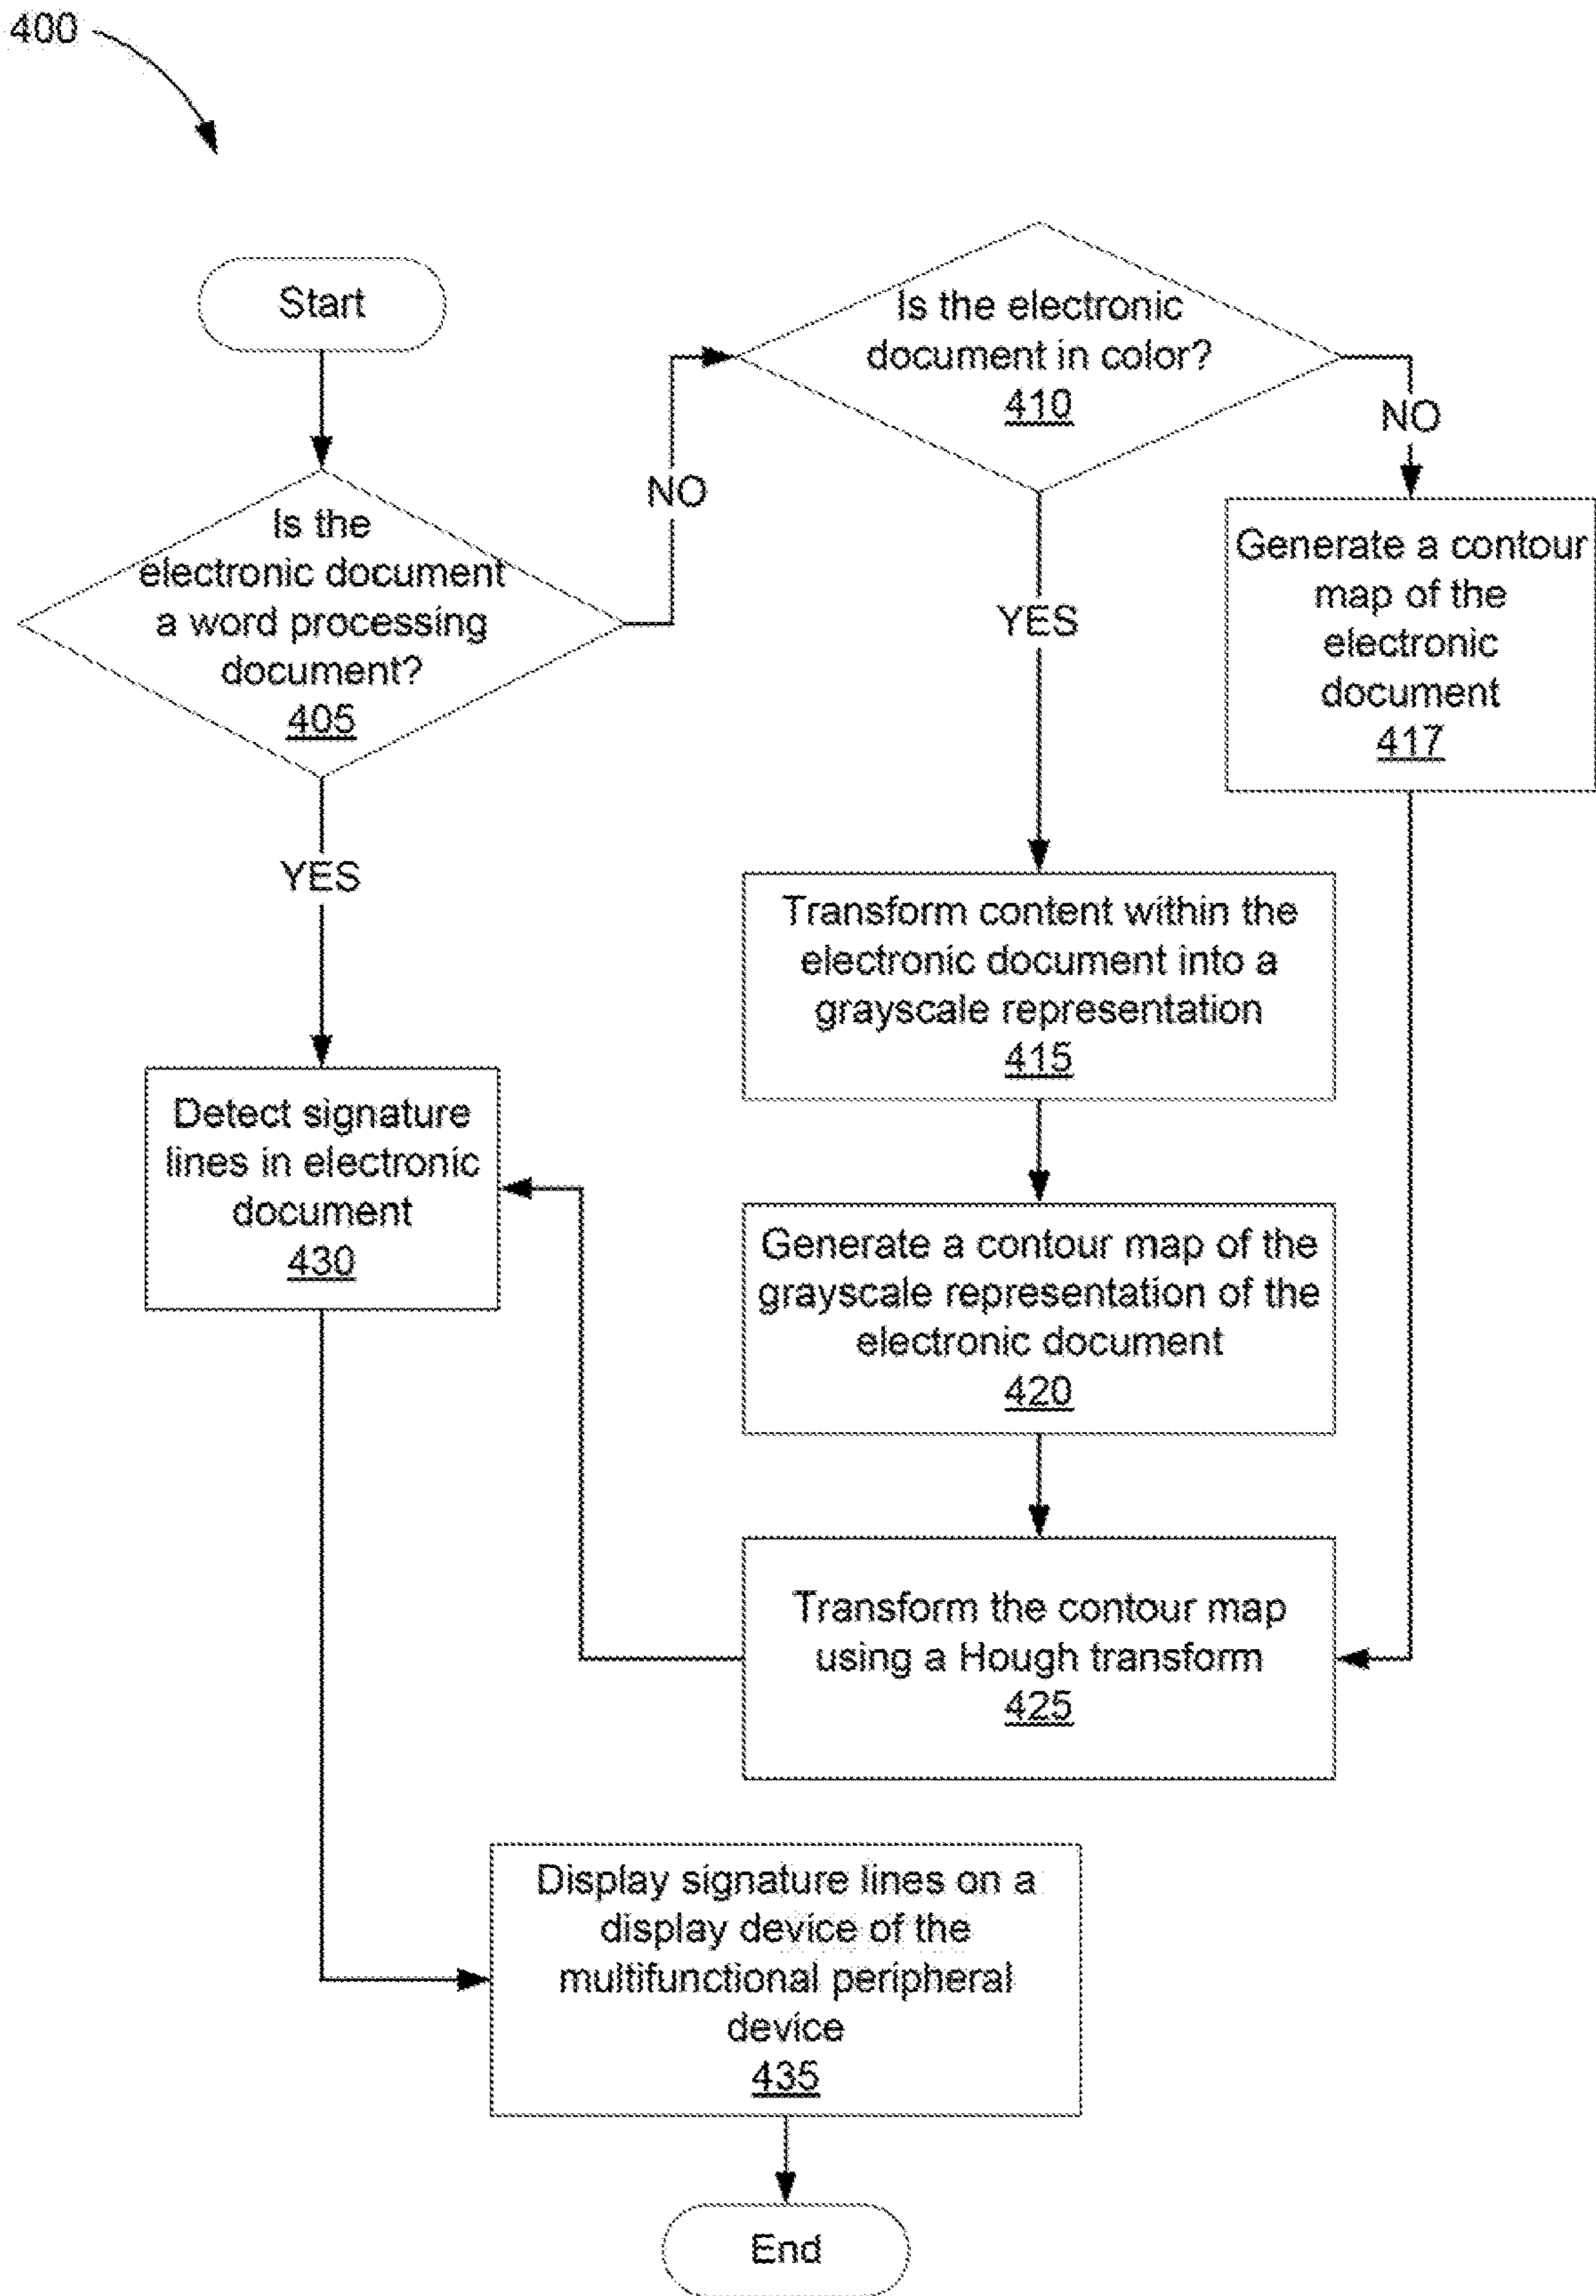 400
Start
Is the
electronic document
a word processing
document?
405
YES
NO
Is the electronic
document in color?
410
NO
YES
Generate a contour
map of the
electronic
document
417
Transform content within the
electronic document into a
grayscale representation
415
Generate a contour map of the
grayscale representation of the
electronic document
420
Transform the contour map
using a Hough transform
425
Detect signature
lines in electronic
document
430
Display signature lines on a
display device of the
multifunctional peripheral
device
435
End